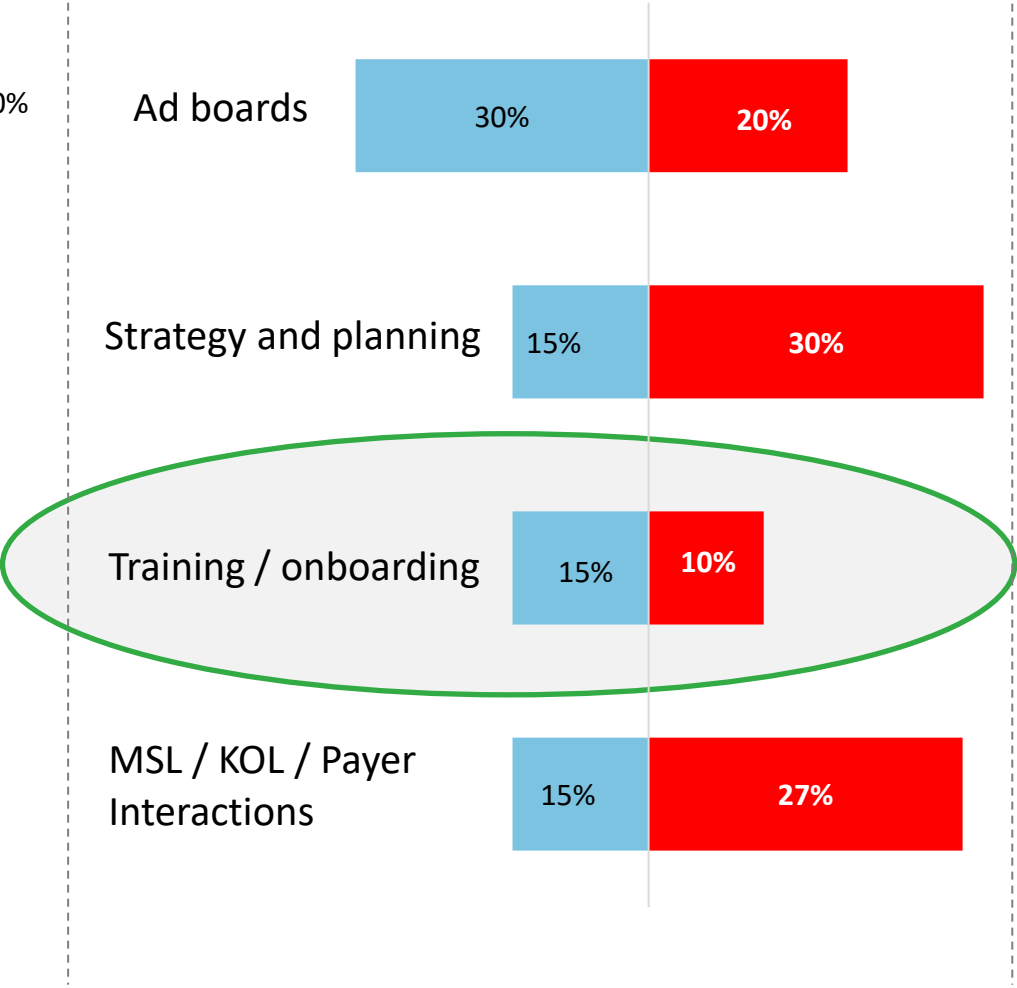 0%
Ad boards
30%
20%
Strategy and planning
15%
30%
Training / onboarding
15%
10%
MSL / KOL / Payer
Interactions
15%
27%